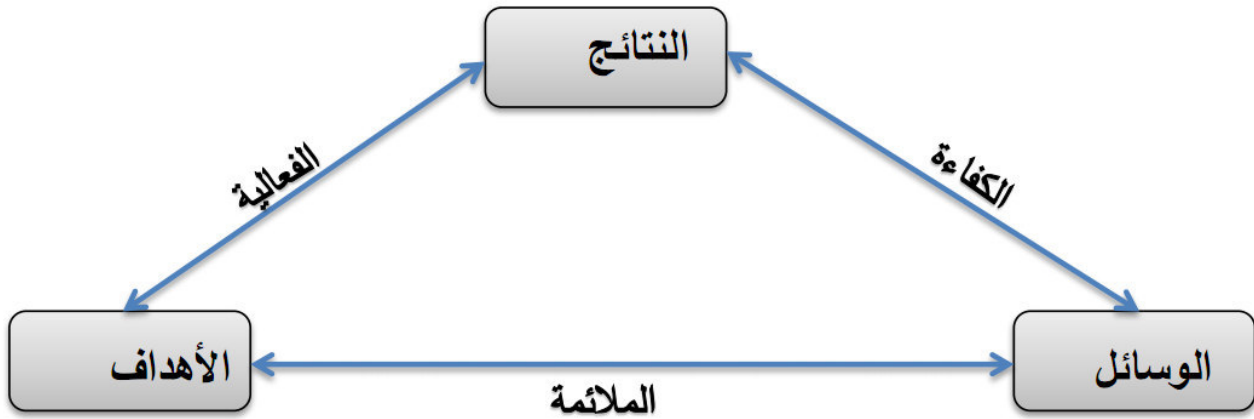 النتائج
الكفاءة
الفعالية
الوسائل
الأهداف
الملائمة